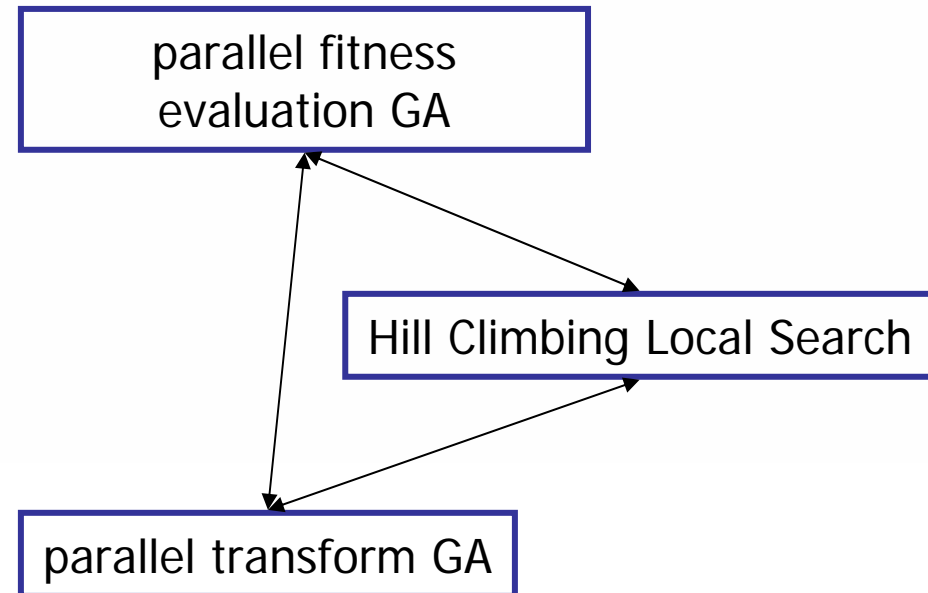 parallel fitness
evaluation GA
Hill Climbing Local Search
parallel transform GA